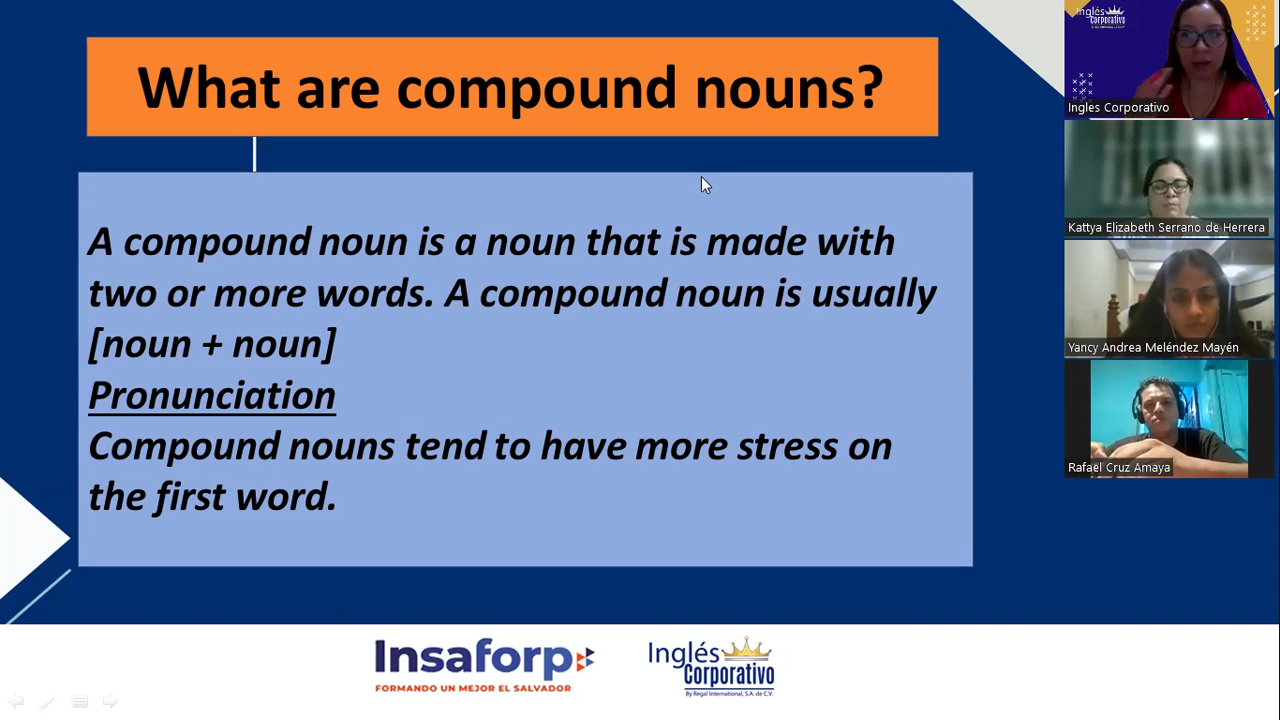 What are compound nouns?
A compound noun is a noun that is made with
two or more words. A compound noun is usually
[noun + noun]
Pronunciation
Compound nouns tend to have more stress on
the first word.
Insaforp
FORMANDO UN MEJOR EL SALVADOR
Inglés
Corporativo
By Regal International, S.A. de C.V.
Inglés
Corporativo
Ingles Corporativo
Kattya Elizabeth Serrano de Herrera
Yancy Andrea Meléndez Mayén
Rafael Cruz Amaya